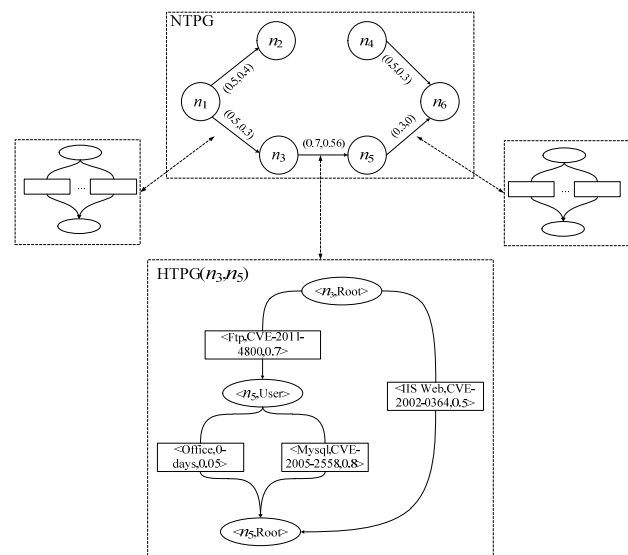 NTPG
n2
n4
(0.5,0.4)
(0.5,0.3)
n1
n6
(0.5,0.3)
(0.7,0.56)
(0.3,0)
n3
n5
...
...
HTPG(n3,n5)
<n3,Root>
<Ftp,CVE-2011-
4800,0.7>
<n5,User>
<IIS Web,CVE-
2002-0364,0.5>
<Office,0-
days,0.05>
<Mysql,CVE-
2005-2558,0.8>
<n5,Root>